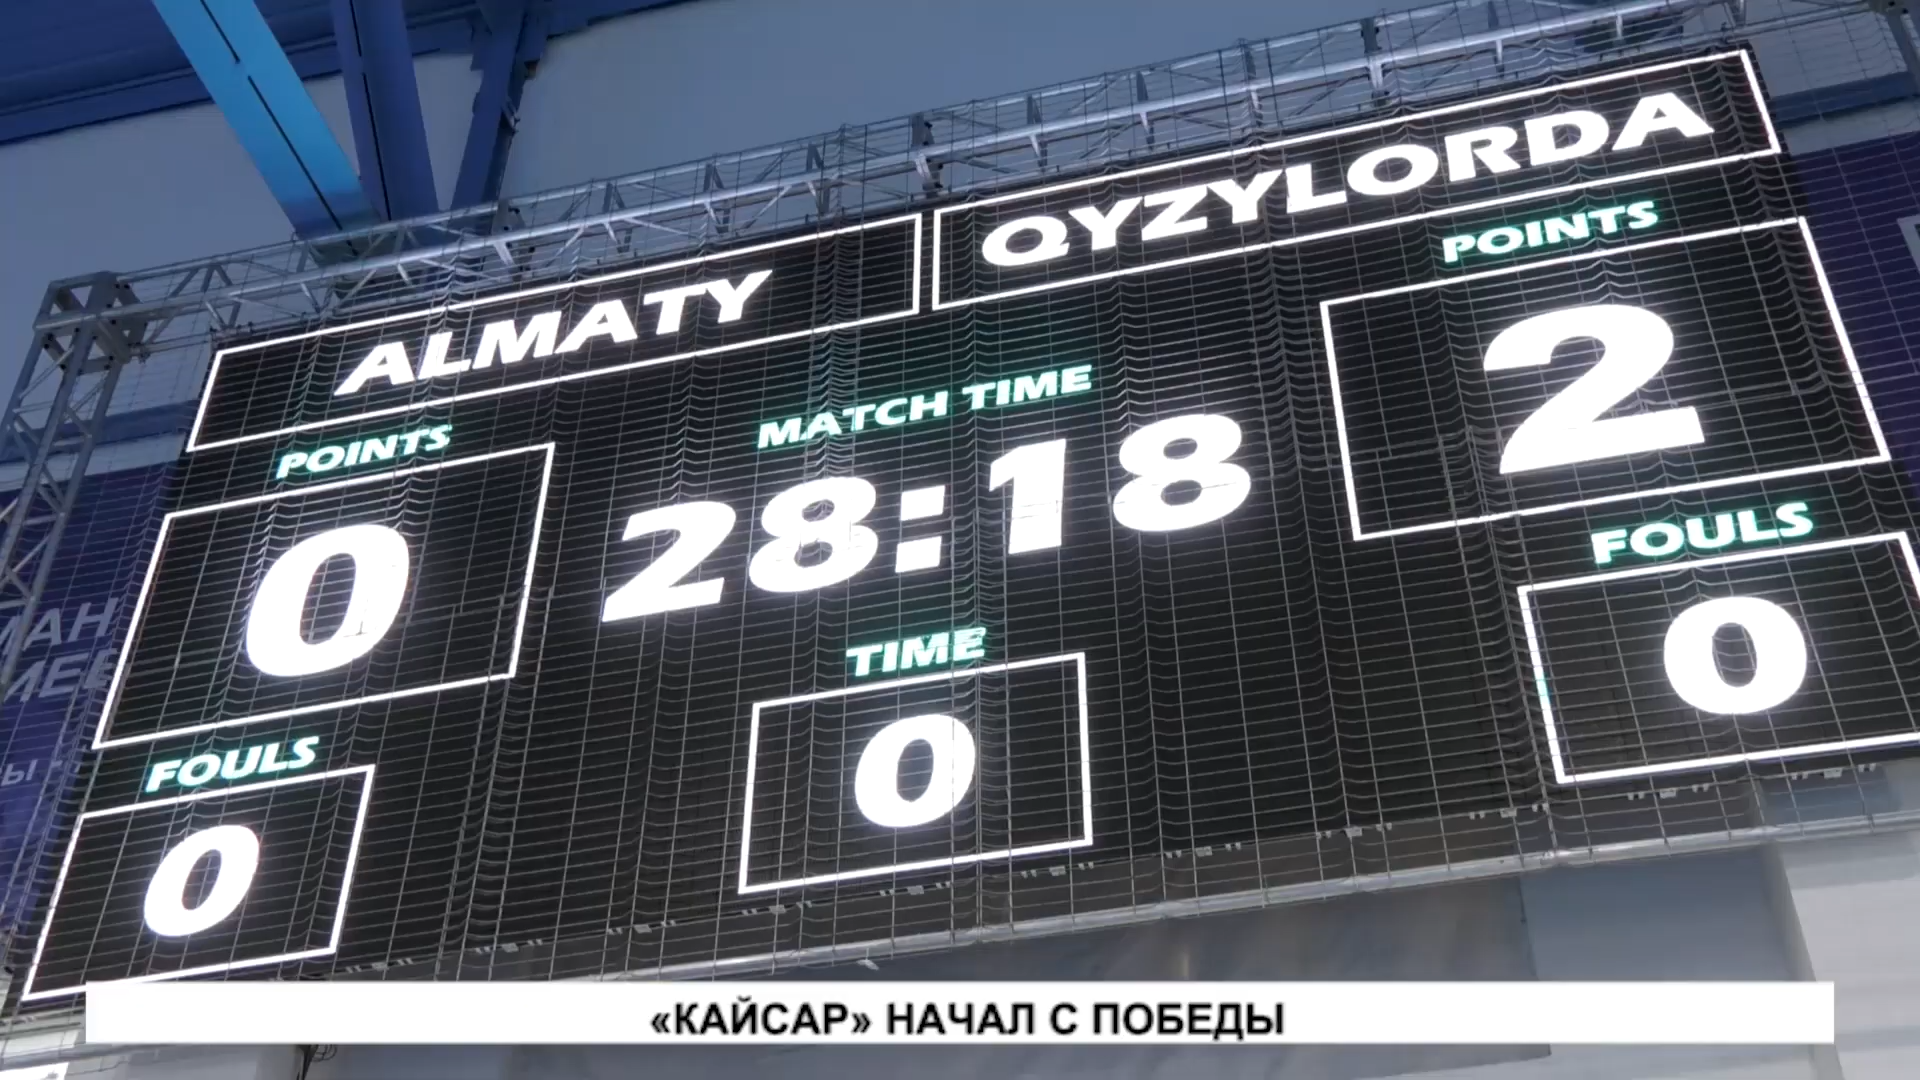 ALMATY
QYZYLORDA
POINTS
MATCH TIME
POINTS
0
28:18
2
FOULS
TIME
FOULS
0
0
0
«КАЙСАР» НАЧАЛ С ПОБЕДЫ